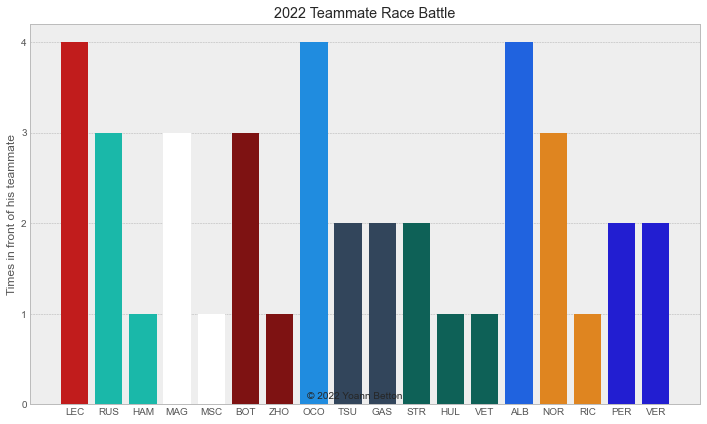 2022 Teammate Race Battle
Times in front of his teammate
4
3
2
1
0
© 2022 Yoann Betton
LEC RUS HAM MAG MSC BOT ZHO OCO TSU GAS STR HUL VET ALB NOR RIC PER VER